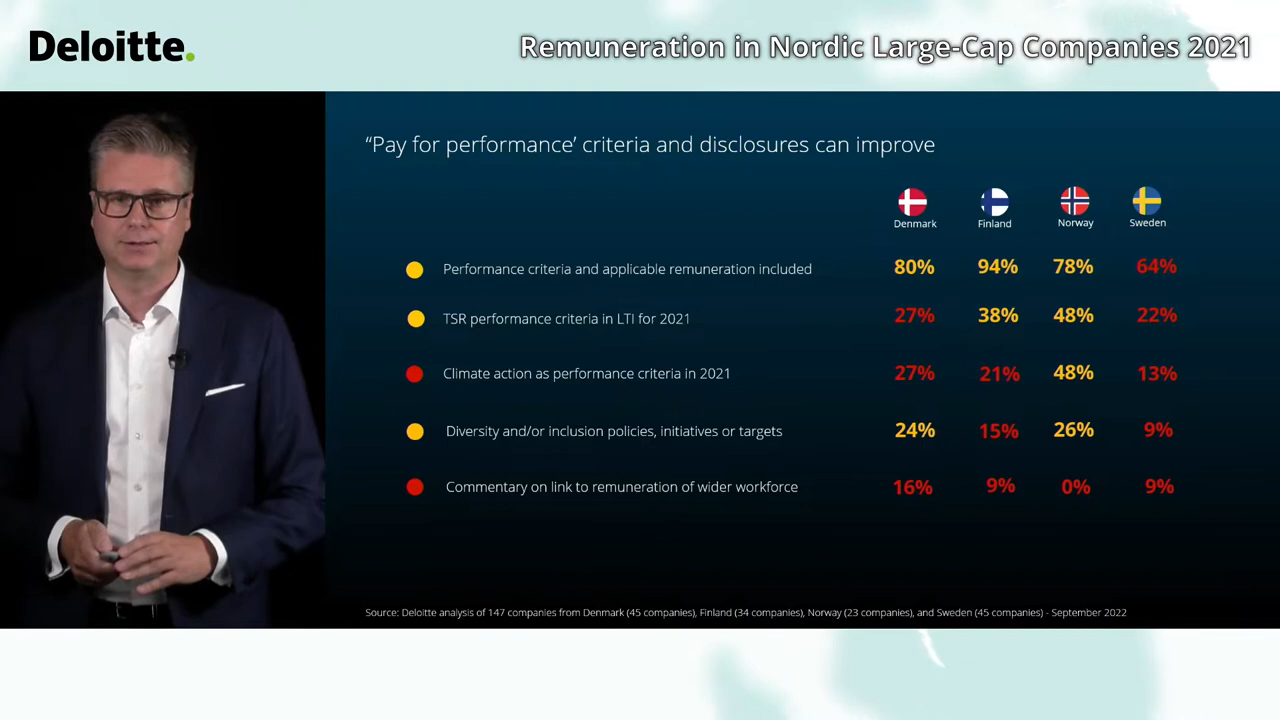 Deloitte.
Remuneration in Nordic Large-Cap Companies 2021
“Pay for performance’ criteria and disclosures can improve
Denmark Finland Norway Sweden
Performance criteria and applicable remuneration included 80% 94% 78% 64%
TSR performance criteria in LTI for 2021 27% 38% 48% 22%
Climate action as performance criteria in 2021 27% 21% 48% 13%
Diversity and/or inclusion policies, initiatives or targets 24% 15% 26% 9%
Commentary on link to remuneration of wider workforce 16% 9% 0% 9%
Source: Deloitte analysis of 147 companies from Denmark (45 companies), Finland (34 companies), Norway (23 companies), and Sweden (45 companies) - September 2022